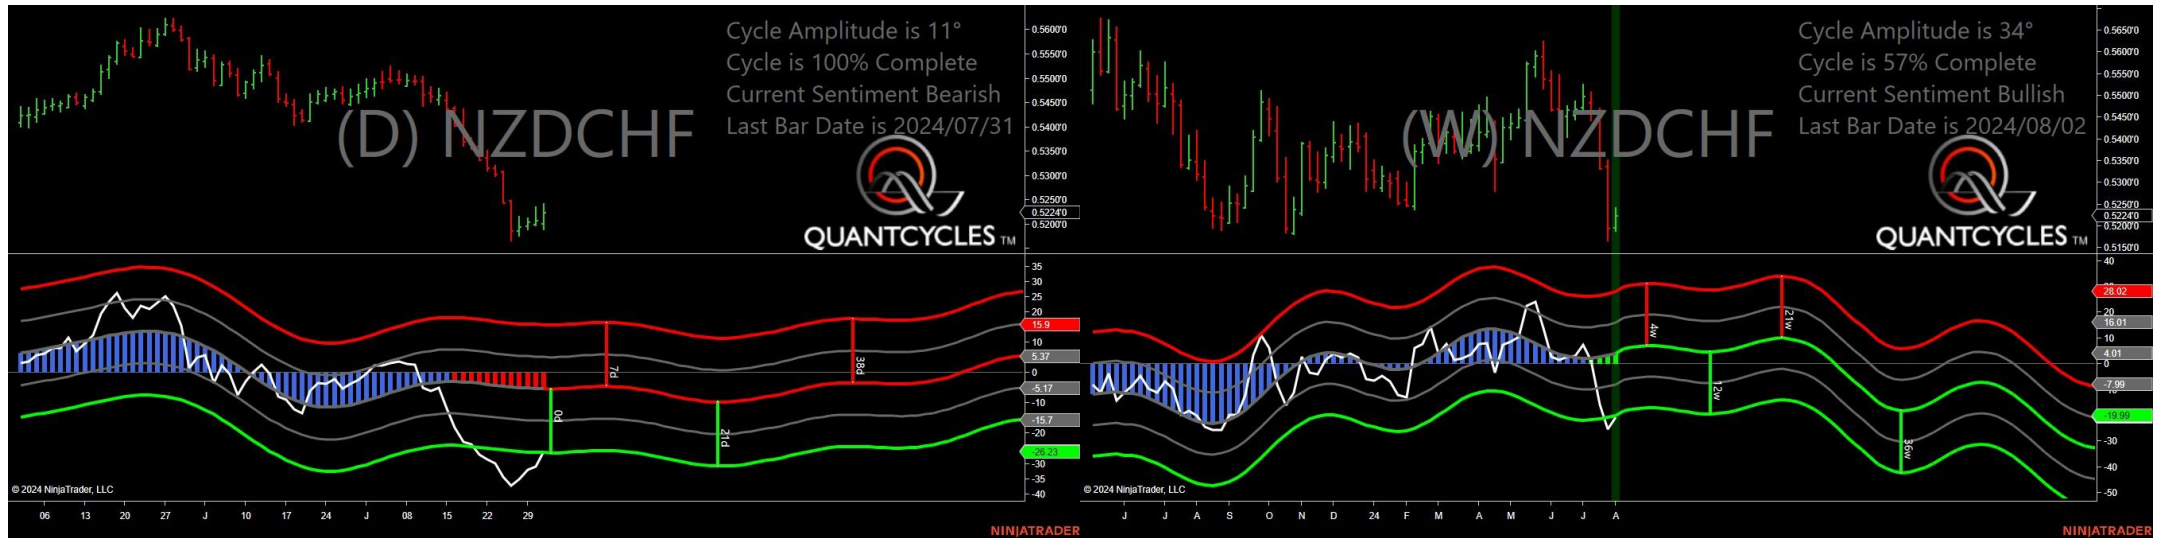 Cycle Amplitude is 11°
Cycle is 100% Complete
Current Sentiment Bearish
Last Bar Date is 2024/07/31
(D) NZDCHF
QUANTCYCLES TM
0.5600'0
0.5550'0
0.5500'0
0.5450'0
0.5400'0
0.5350'0
0.5300'0
0.5250'0
0.5224'0
0.5200'0
35
30
25
20
15.9
10
5.37
0
-5.17
-10
-15.7
-20
-26.23
-30
-35
-40
7d
38d
0d
21d
© 2024 NinjaTrader, LLC
06 13 20 27 J 10 17 24 J 08 15 22 29
NINJATRADER
Cycle Amplitude is 34°
Cycle is 57% Complete
Current Sentiment Bullish
Last Bar Date is 2024/08/02
(W) NZDCHF
QUANTCYCLES TM
0.5650'0
0.5600'0
0.5550'0
0.5500'0
0.5450'0
0.5400'0
0.5350'0
0.5300'0
0.5250'0
0.5224'0
0.5200'0
0.5150'0
40
28.02
20
16.01
10
4.01
0
-7.99
-19.99
-30
-40
-50
4w
21w
12w
36w
© 2024 NinjaTrader, LLC
J J A S O N D 24 F M A M J J A
NINJATRADER